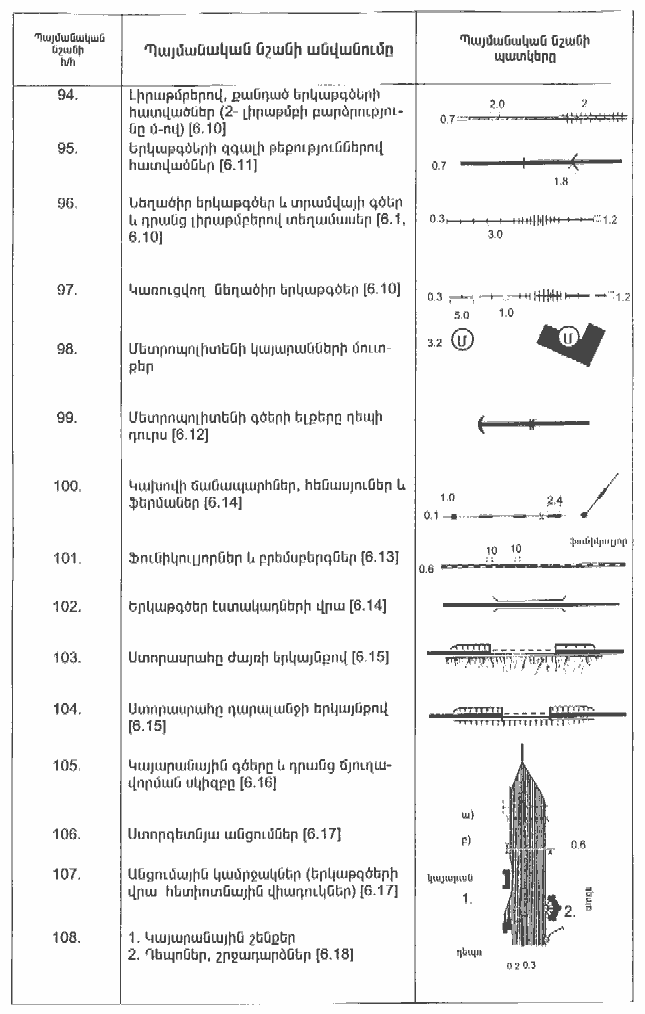 Պայմանական
նշանի
հ/հ
Պայմանական նշանի անվանումը
Պայմանական նշանի
պատկերը
94.
Լիրաթմբերով, քանդած երկաթգծերի
հատվածներ (2- լիրաթմբի բարձրությու-
նը մ-ով) [6.10]
2.0
2
0.7
95.
Երկաթգծերի զգալի թեքություններով
հատվածներ [6.11]
0.7
1.8
96.
Նեղածիր երկաթգծեր և տրամվայի գծեր
և դրանց լիրաթմբերով տեղամասեր [6.1,
6.10]
0.3
1.2
3.0
97.
Կառուցվող նեղածիր երկաթգծեր [6.10]
0.3
1.2
5.0
1.0
98.
Մետրոպոլիտենի կայարանների մուտ-
քեր
3.2
Մ
Մ
99.
Մետրոպոլիտենի գծերի ելքերը դեպի
դուրս [6.12]
100.
Կախովի ճանապարհներ, հենասյուներ և
ֆերմաներ [6.14]
1.0
2.4
0.1
101.
Ֆունիկուլյորներ և բրեմսբերգներ [6.13]
ֆունիկուլյոր
10
10
0.6
102.
Երկաթգծեր էստակադների վրա [6.14]
103.
Ստորասրահը ժայռի երկայնքով [6.15]
104.
Ստորասրահը դարալանջի երկայնքով
[6.15]
105.
Կայարանային գծերը և դրանց ճյուղա-
վորման սկիզբը [6.16]
ա)
106.
Ստորգետնյա անցումներ [6.17]
բ)
0.6
107.
Անցումային կամրջակներ (երկաթգծերի
վրա հետիոտնային վիադուկներ) [6.17]
կայարան
1.
2.
108.
1. Կայարանային շենքեր
2. Դեպոներ, շրջադարձներ [6.18]
դեպո
0.2 0.3